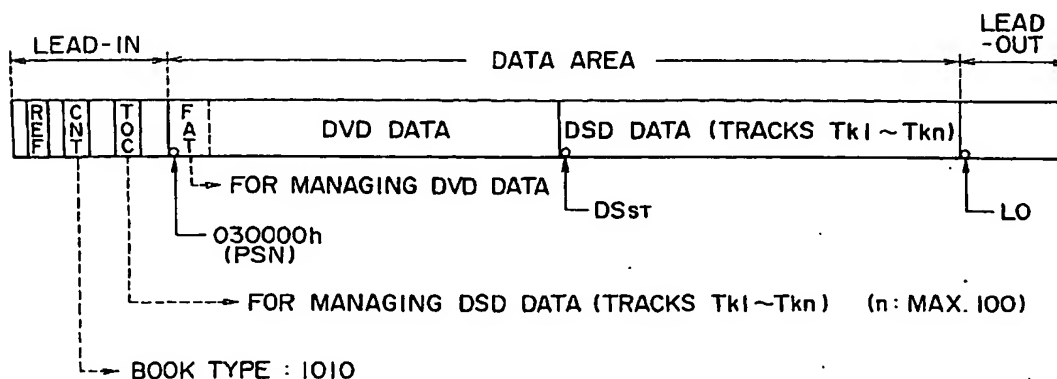 LEAD-IN
DATA AREA
LEAD
-OUT
REF
CNT
TOC
FAT
DVD DATA
DSD DATA (TRACKS Tk1~Tkn)
FOR MANAGING DVD DATA
DSST
LO
030000h
(PSN)
FOR MANAGING DSD DATA (TRACKS Tk1~Tkn) (n: MAX. 100)
BOOK TYPE : 1010